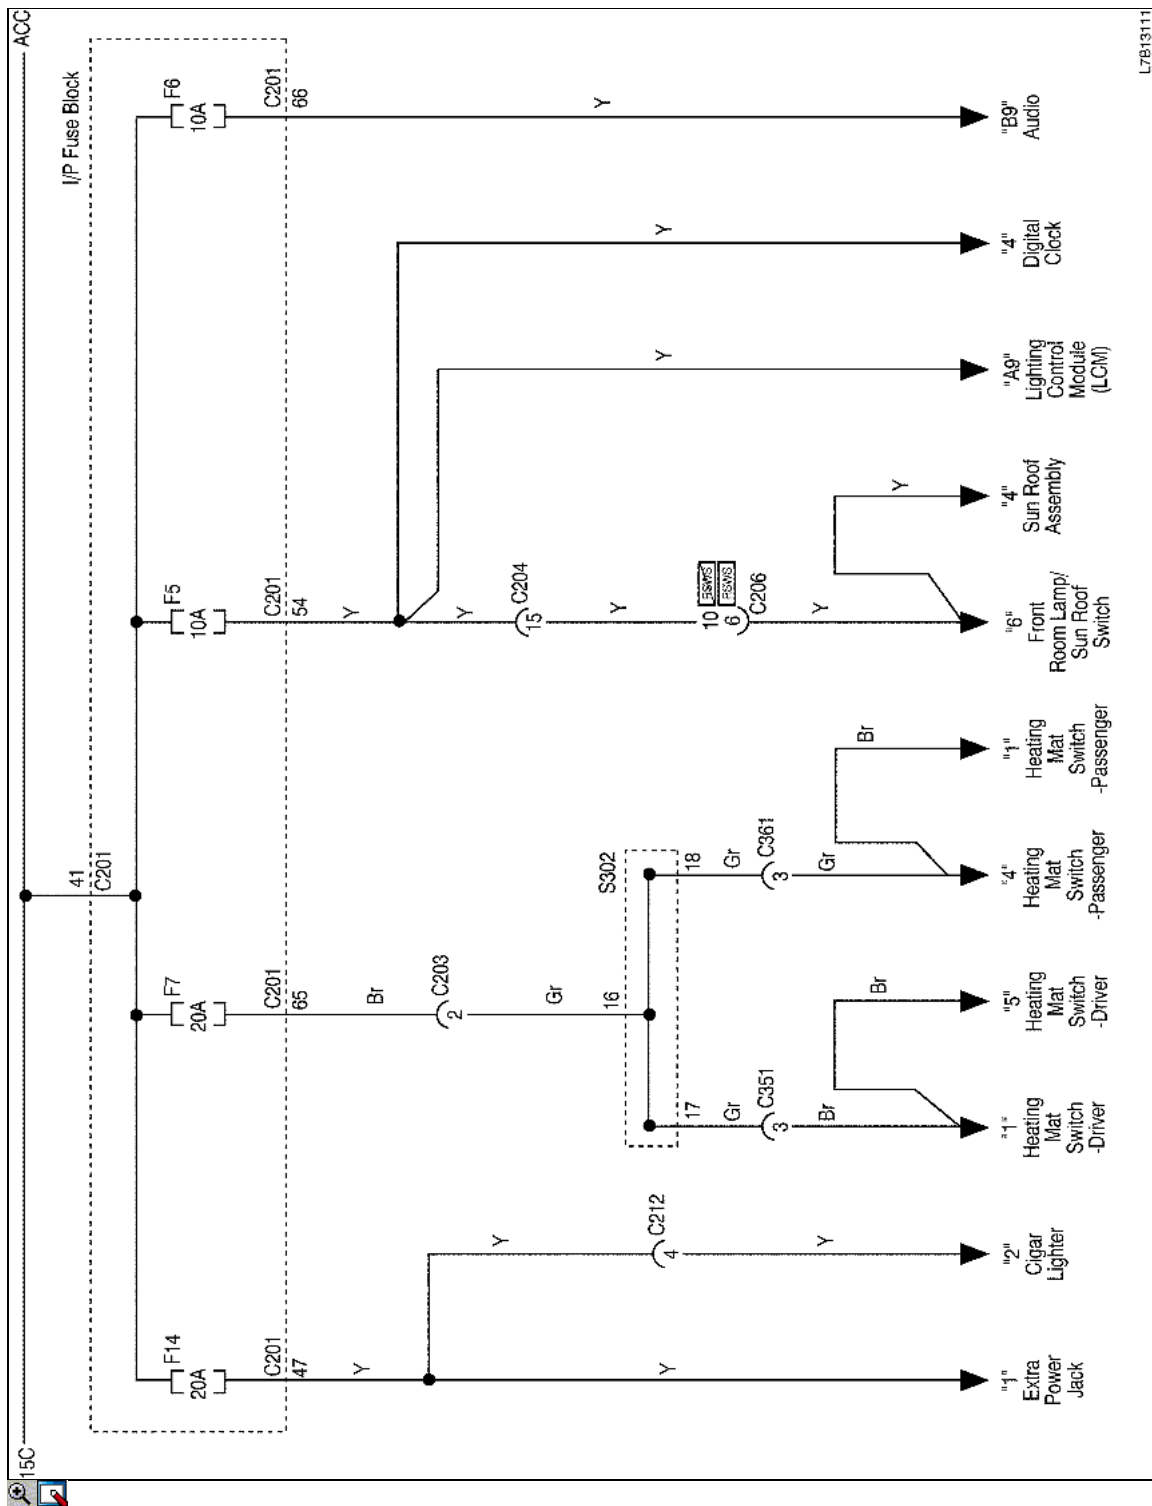 15C
ACC
I/P Fuse Block
41
C201
F14
20A
C201
47
F7
20A
C201
65
F5
10A
C201
54
F6
10A
C201
66
Y
Y
Y
C212
4
Y
Br
C203
2
Gr
S302
16
17
18
Gr
C351
3
Br
Br
Gr
C361
3
Gr
Br
Y
Y
C204
15
Y
10
6
C206
Y
Y
Y
Y
Y
"1"
Extra
Power
Jack
"2"
Cigar
Lighter
"1"
Heating
Mat
Switch
-Driver
"5"
Heating
Mat
Switch
-Driver
"4"
Heating
Mat
Switch
-Passenger
"1"
Heating
Mat
Switch
-Passenger
"6"
Front
Room Lamp/
Sun Roof
Switch
"4"
Sun Roof
Assembly
"A9"
Lighting
Control
Module
(LCM)
"4"
Digital
Clock
"B9"
Audio
L7B13111